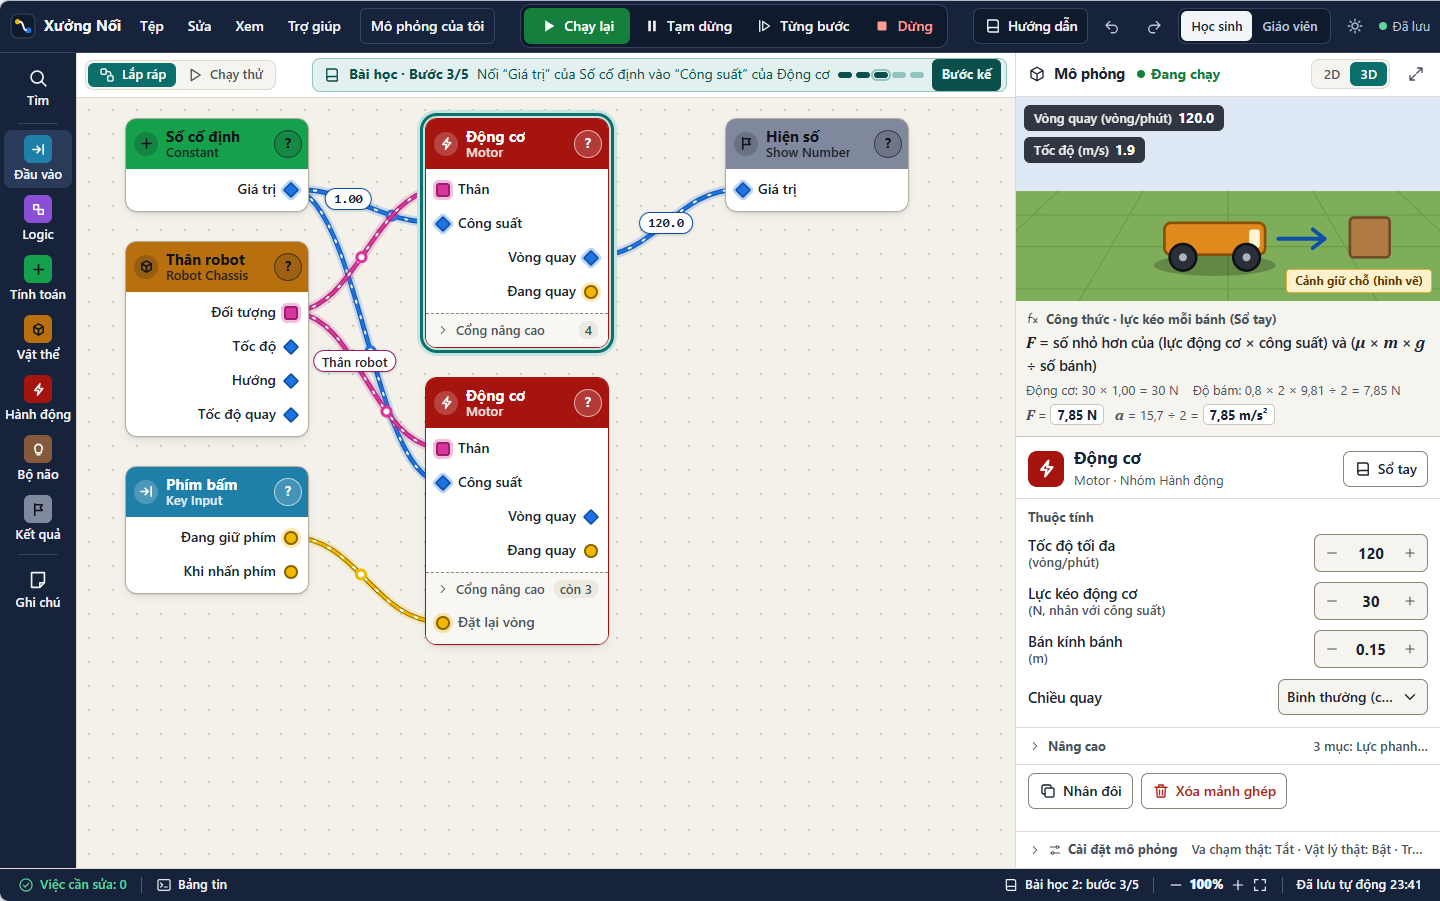 Xưởng Nối
Tệp
Sửa
Xem
Trợ giúp
Mô phỏng của tôi
Chạy lại
Tạm dừng
Từng bước
Dừng
Hướng dẫn
Học sinh
Giáo viên
Đã lưu
Tìm
Đầu vào
Logic
Tính toán
Vật thể
Hành động
Bộ não
Kết quả
Ghi chú
Lắp ráp
Chạy thử
Bài học · Bước 3/5
Nối “Giá trị” của Số cố định vào “Công suất” của Động cơ
Bước kế
Số cố định
Constant
?
Giá trị
1.00
Thân robot
Robot Chassis
?
Đối tượng
Tốc độ
Hướng
Tốc độ quay
Thân robot
Phím bấm
Key Input
?
Đang giữ phím
Khi nhấn phím
Động cơ
Motor
?
Thân
Công suất
Vòng quay
Đang quay
Cổng nâng cao
4
Động cơ
Motor
?
Thân
Công suất
Vòng quay
Đang quay
Cổng nâng cao
còn 3
Đặt lại vòng
120.0
Hiện số
Show Number
?
Giá trị
Mô phỏng
Đang chạy
2D
3D
Vòng quay (vòng/phút) 120.0
Tốc độ (m/s) 1.9
Cảnh giữ chỗ (hình vẽ)
fx Công thức · lực kéo mỗi bánh (Sổ tay)
F = số nhỏ hơn của (lực động cơ × công suất) và (μ × m × g
÷ số bánh)
Động cơ: 30 × 1,00 = 30 N Độ bám: 0,8 × 2 × 9,81 ÷ 2 = 7,85 N
F = 7,85 N a = 15,7 ÷ 2 = 7,85 m/s²
Động cơ
Motor · Nhóm Hành động
Sổ tay
Thuộc tính
Tốc độ tối đa
(vòng/phút)
− 120 +
Lực kéo động cơ
(N, nhân với công suất)
− 30 +
Bán kính bánh
(m)
− 0.15 +
Chiều quay
Bình thường (c...
Nâng cao
3 mục: Lực phanh...
Nhân đôi
Xóa mảnh ghép
Cài đặt mô phỏng
Va chạm thật: Tắt · Vật lý thật: Bật · Tr...
Việc cần sửa: 0
Bảng tin
Bài học 2: bước 3/5
− 100% +
Đã lưu tự động 23:41